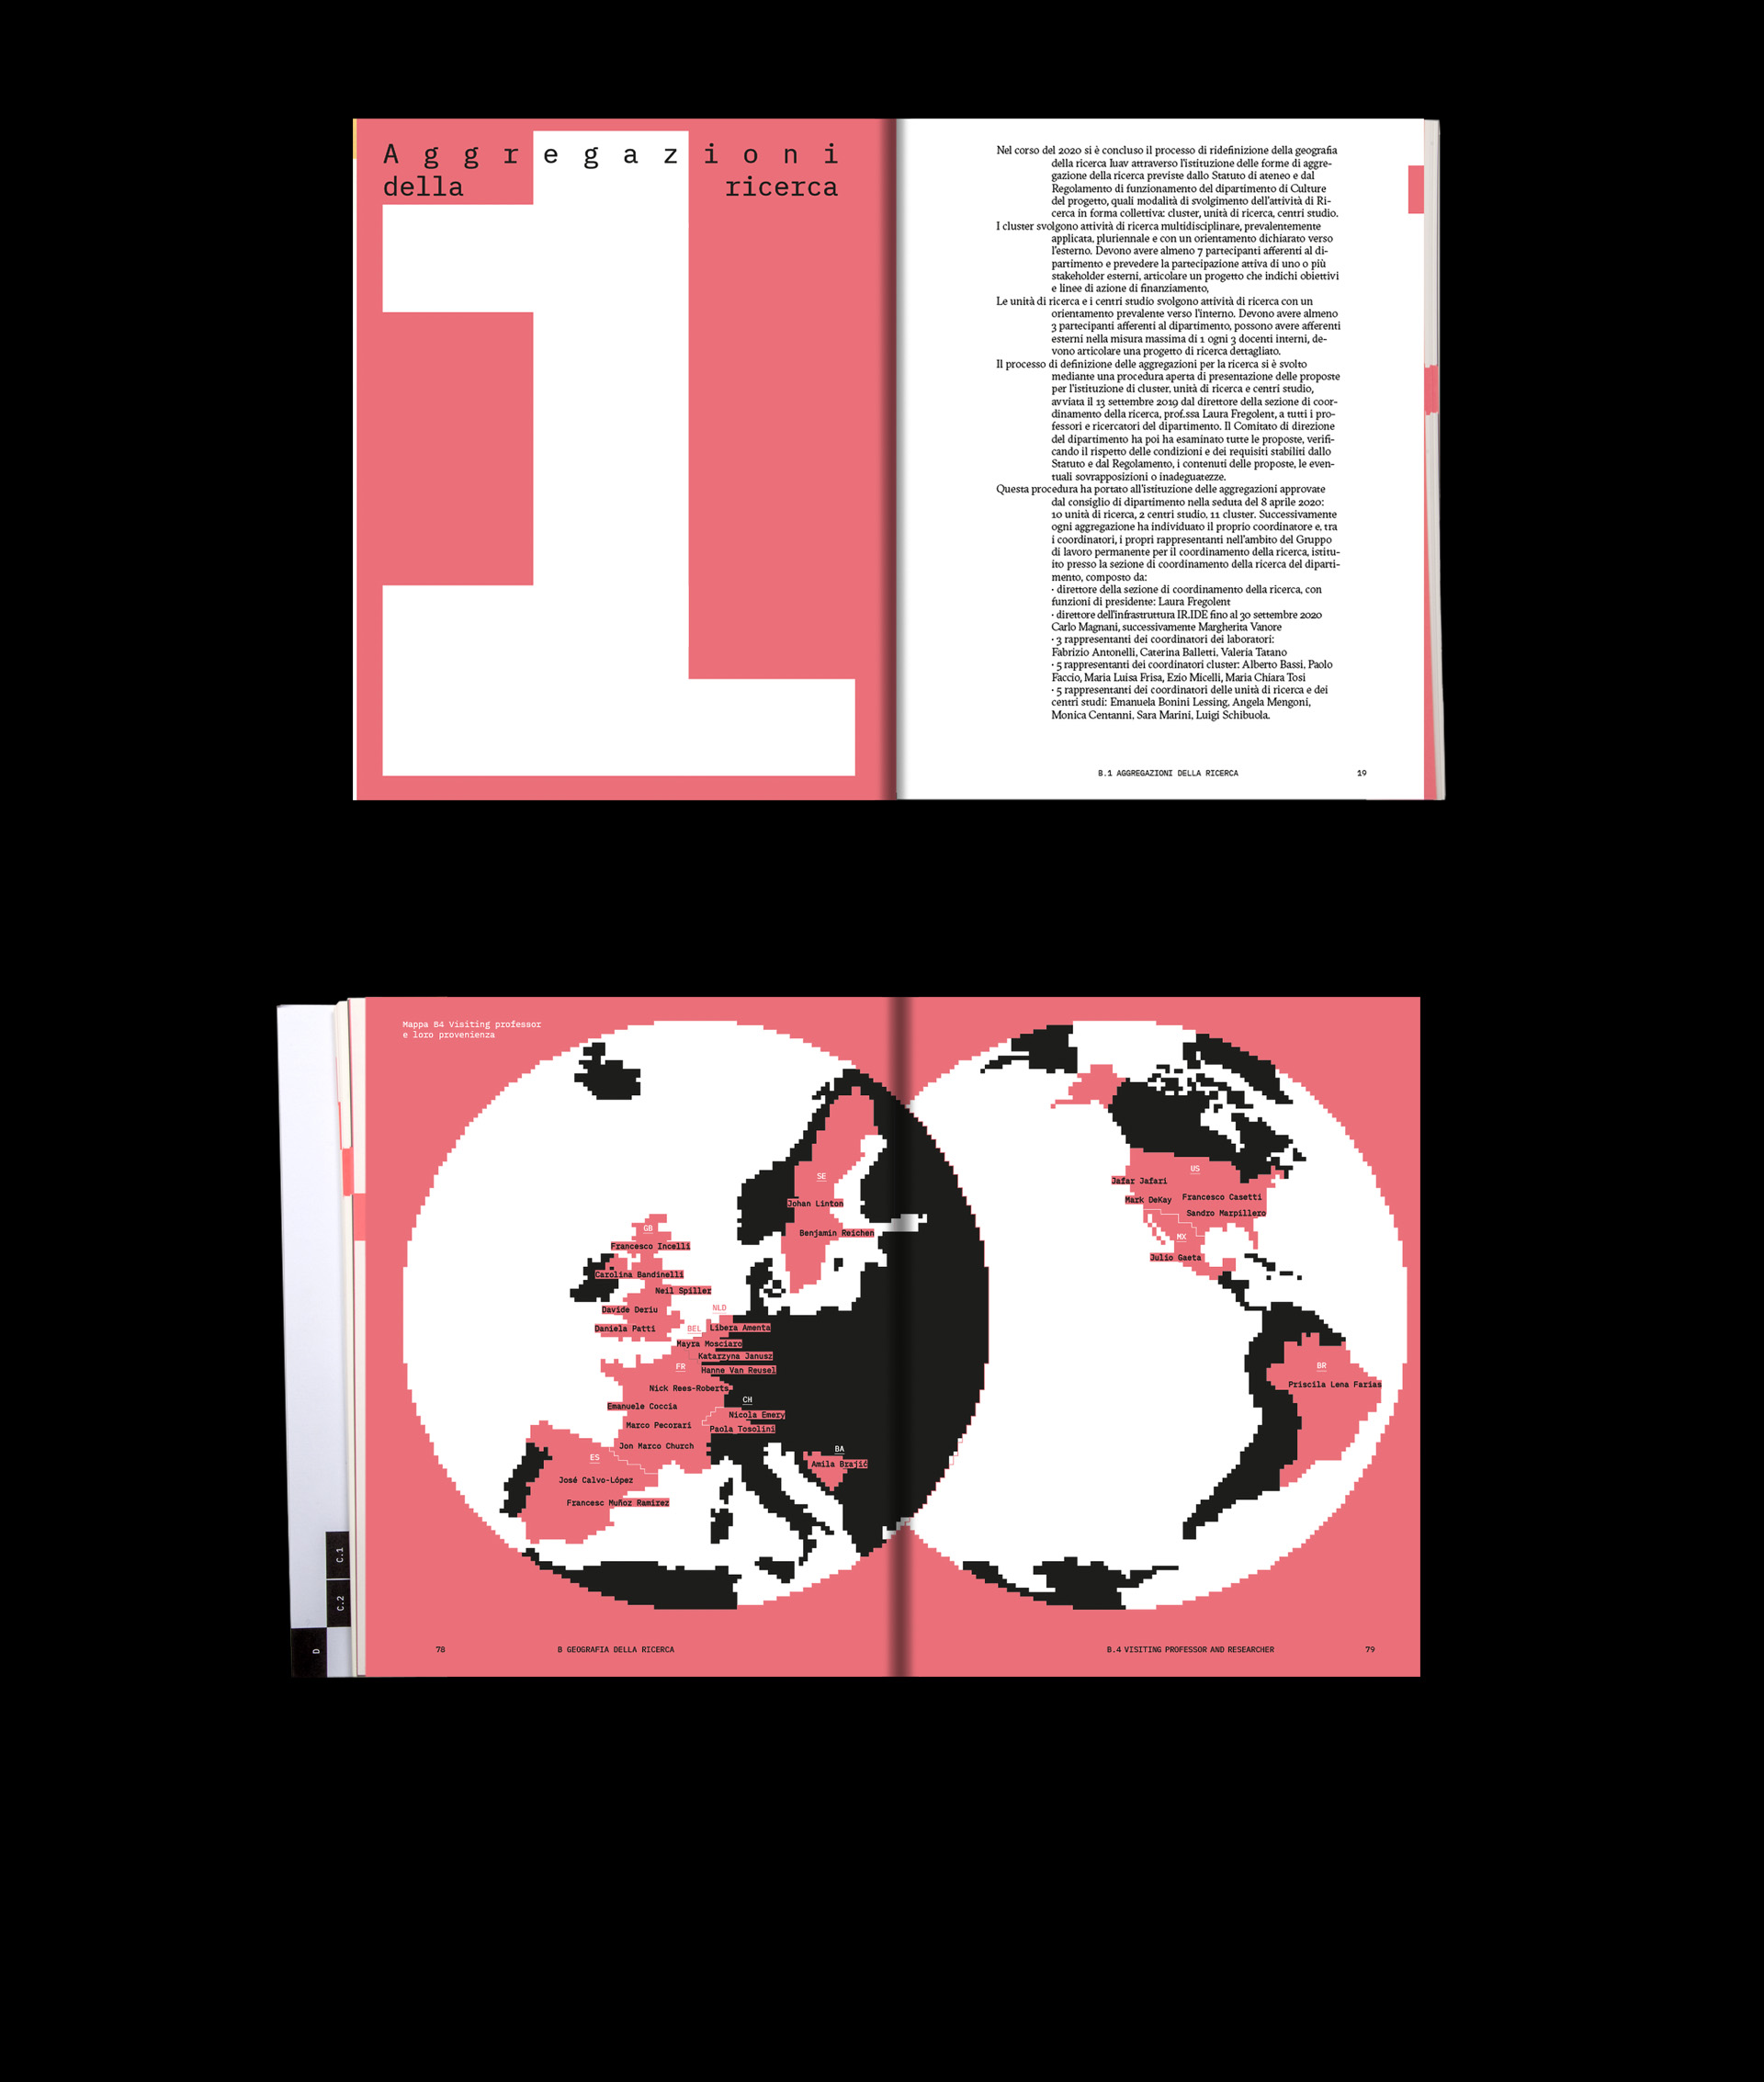 Aggregazioni
della ricerca
Nel corso del 2020 si è concluso il processo di ridefinizione della geografia
della ricerca Iuav attraverso l'istituzione delle forme di aggre-
gazione della ricerca previste dallo Statuto di ateneo e dal
Regolamento di funzionamento del dipartimento di Culture
del progetto, quali modalità di svolgimento dell'attività di Ri-
cerca in forma collettiva: cluster, unità di ricerca, centri studio.
I cluster svolgono attività di ricerca multidisciplinare, prevalentemente
applicata, pluriennale e con un orientamento dichiarato verso
l'esterno. Devono avere almeno 7 partecipanti afferenti al di-
partimento e prevedere la partecipazione attiva di uno o più
stakeholder esterni, articolare un progetto che indichi obiettivi
e linee di azione di finanziamento,
Le unità di ricerca e i centri studio svolgono attività di ricerca con un
orientamento prevalente verso l'interno. Devono avere almeno
3 partecipanti afferenti al dipartimento, possono avere afferenti
esterni nella misura massima di 1 ogni 3 docenti interni, de-
vono articolare una progetto di ricerca dettagliato.
Il processo di definizione delle aggregazioni per la ricerca si è svolto
mediante una procedura aperta di presentazione delle proposte
per l'istituzione di cluster, unità di ricerca e centri studio,
avviata il 13 settembre 2019 dal direttore della sezione di coor-
dinamento della ricerca, prof.ssa Laura Fregolent, a tutti i pro-
fessori e ricercatori del dipartimento. Il Comitato di direzione
del dipartimento ha poi ha esaminato tutte le proposte, verifi-
cando il rispetto delle condizioni e dei requisiti stabiliti dallo
Statuto e dal Regolamento, i contenuti delle proposte, le even-
tuali sovrapposizioni o inadeguatezze.
Questa procedura ha portato all'istituzione delle aggregazioni approvate
dal consiglio di dipartimento nella seduta del 8 aprile 2020:
10 unità di ricerca, 2 centri studio, 11 cluster. Successivamente
ogni aggregazione ha individuato il proprio coordinatore e, tra
i coordinatori, i propri rappresentanti nell'ambito del Gruppo
di lavoro permanente per il coordinamento della ricerca, istitu-
ito presso la sezione di coordinamento della ricerca del diparti-
mento, composto da:
· direttore della sezione di coordinamento della ricerca, con
funzioni di presidente: Laura Fregolent
· direttore dell'infrastruttura IR.IDE fino al 30 settembre 2020
Carlo Magnani, successivamente Margherita Vanore
· 3 rappresentanti dei coordinatori dei laboratori:
Fabrizio Antonelli, Caterina Balletti, Valeria Tatano
· 5 rappresentanti dei coordinatori cluster: Alberto Bassi, Paolo
Faccio, Maria Luisa Frisa, Ezio Micelli, Maria Chiara Tosi
· 5 rappresentanti dei coordinatori delle unità di ricerca e dei
centri studi: Emanuela Bonini Lessing, Angela Mengoni,
Monica Centanni, Sara Marini, Luigi Schibuola.
B.1 AGGREGAZIONI DELLA RICERCA 19
Mappa B4 Visiting professor
e loro provenienza
SE
Johan Linton
Benjamin Reichen
GB
Francesco Incelli
Carolina Bandinelli
Neil Spiller
Davide Deriu
Daniela Patti
NLD
Libera Amenta
BEL
Mayra Mosciaro
Katarzyna Janusz
Hanne Van Reusel
FR
Nick Rees-Roberts
Emanuele Coccia
Marco Pecorari
Jon Marco Church
CH
Nicola Emery
Paola Tosolini
BA
Amila Brajić
ES
José Calvo-López
Francesc Muñoz Ramirez
US
Jafar Jafari
Mark DeKay
Francesco Casetti
Sandro Marpillero
MX
Julio Gaeta
BR
Priscila Lena Farias
C.1
C.2
D
78 B GEOGRAFIA DELLA RICERCA
B.4 VISITING PROFESSOR AND RESEARCHER 79